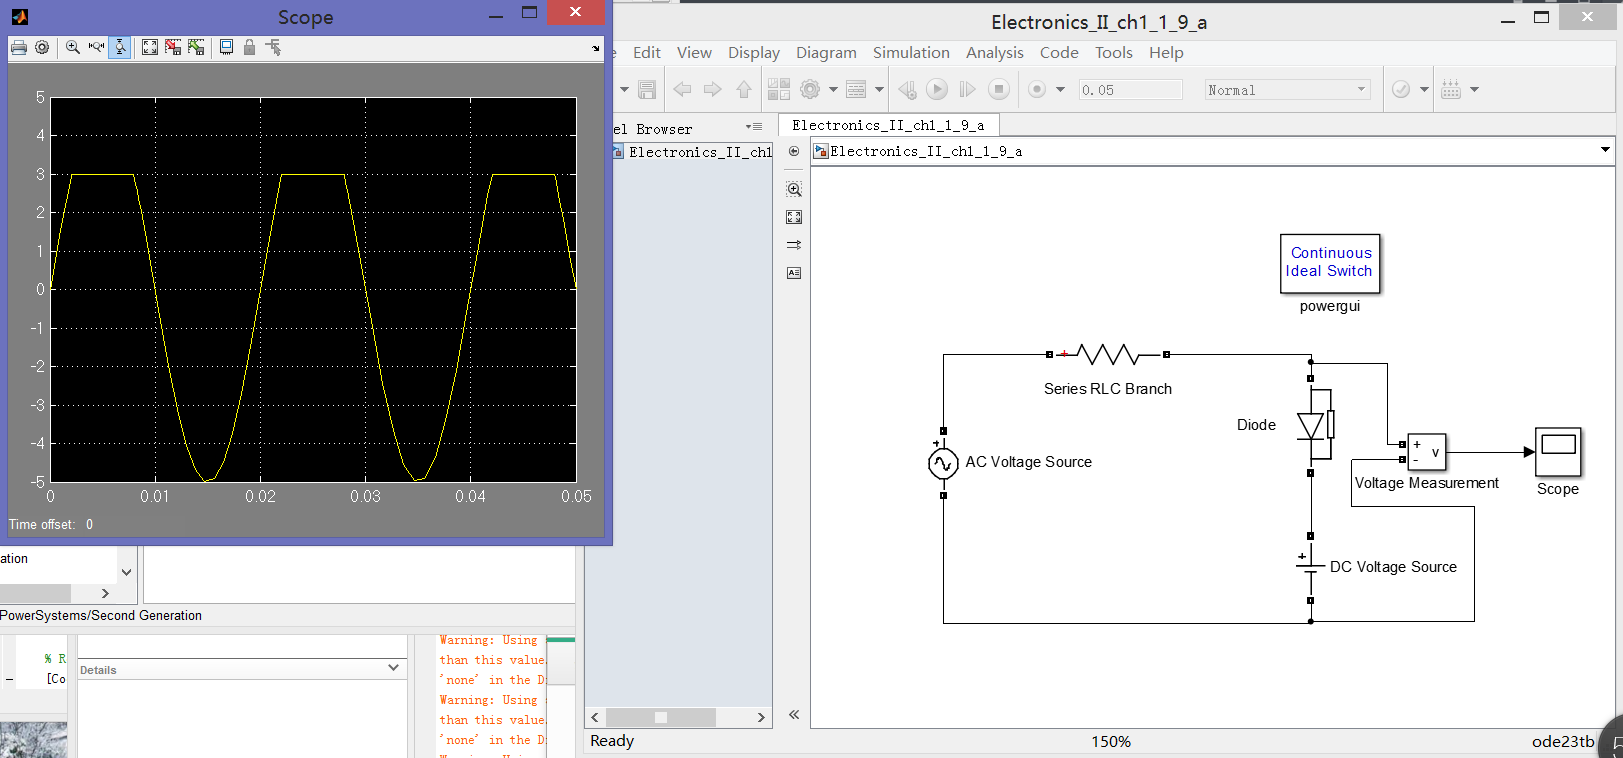 Scope
5
4
3
2
1
0
-1
-2
-3
-4
-5
0
0.01
0.02
0.03
0.04
0.05
Time offset: 0
Electronics_II_ch1_1_9_a
Edit View Display Diagram Simulation Analysis Code Tools Help
0.05
Normal
el Browser
Electronics_II_ch1_1_9_a
Electronics_II_ch1
Electronics_II_ch1_1_9_a
Continuous
Ideal Switch
powergui
Series RLC Branch
Diode
AC Voltage Source
+
-
v
Voltage Measurement
Scope
DC Voltage Source
ation
PowerSystems/Second Generation
% R
[Co
Details
Warning: Using
than this value.
'none' in the D
Warning: Using
than this value
'none' in the D
Ready
150%
ode23tb